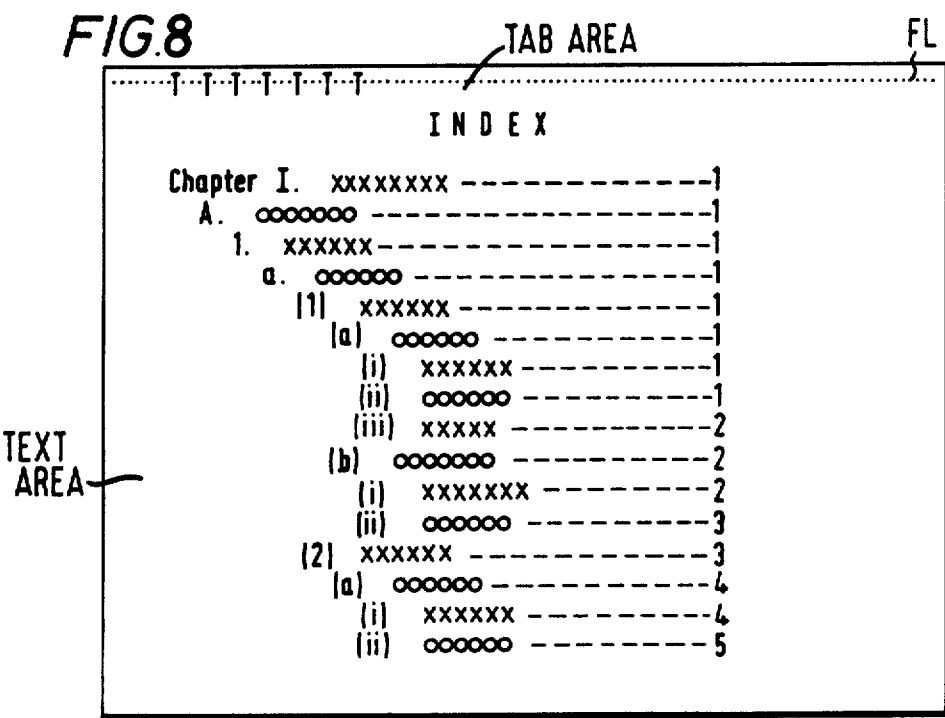 FIG.8
TAB AREA
FL
T T T T T T T
INDEX
Chapter I. xxxxxxxx --------------1
A. ooooooo -------------------1
1. xxxxxx-------------------1
a. oooooo -----------------1
(1) xxxxxx --------------1
(a) oooooo ------------1
(i) xxxxxx -----------1
(ii) oooooo -----------1
(iii) xxxxx -----------2
(b) ooooooo -----------2
(i) xxxxxxx ---------2
(ii) oooooo ----------3
(2) xxxxxx -------------3
(a) oooooo ------------4
(i) xxxxxx ----------4
(ii) oooooo ----------5
TEXT
AREA